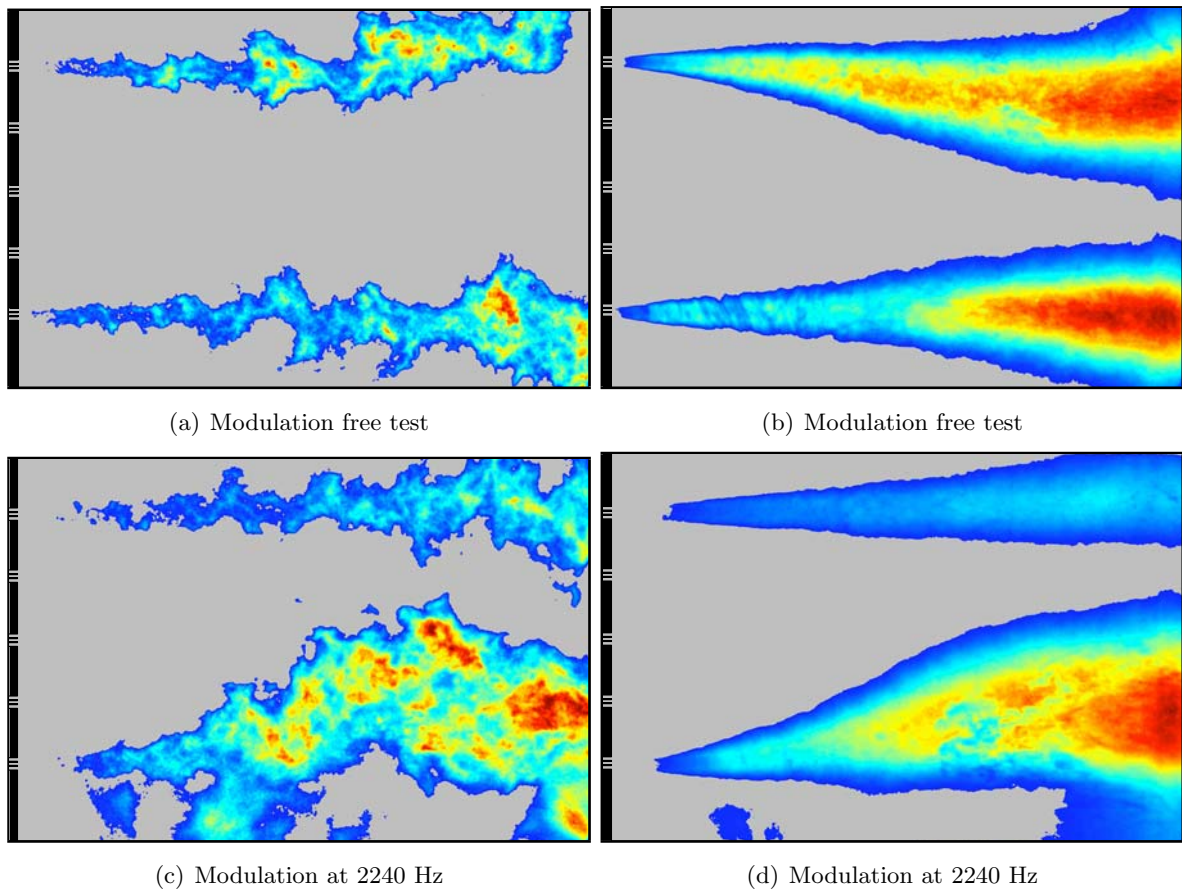 (a) Modulation free test
(b) Modulation free test
(c) Modulation at 2240 Hz
(d) Modulation at 2240 Hz